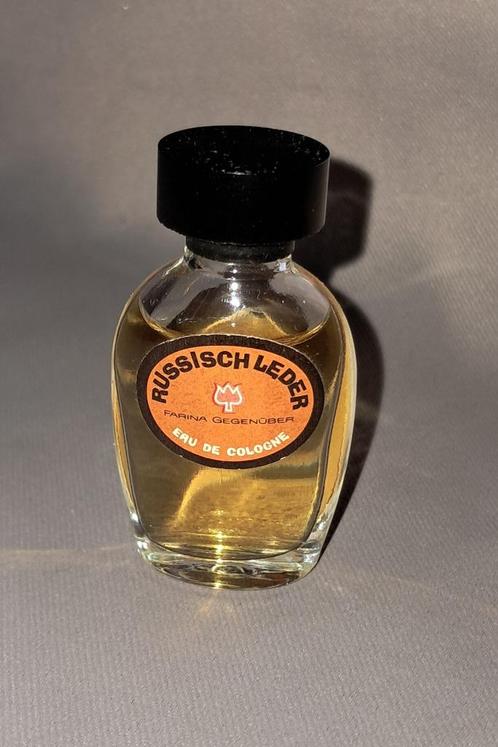 RUSSISCH LEDER
FARINA GEGENÜBER
EAU DE COLOGNE